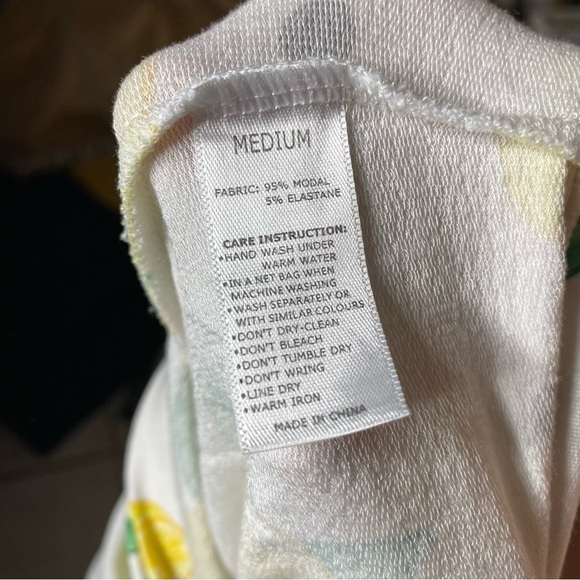 MEDIUM
FABRIC: 95% MODAL
5% ELASTANE
CARE INSTRUCTION:
•HAND WASH UNDER
WARM WATER
•IN A NET BAG WHEN
MACHINE WASHING
•WASH SEPARATELY OR
WITH SIMILAR COLOURS
•DON'T DRY-CLEAN
•DON'T BLEACH
•DON'T TUMBLE DRY
•DON'T WRING
•LINE DRY
•WARM IRON
MADE IN CHINA